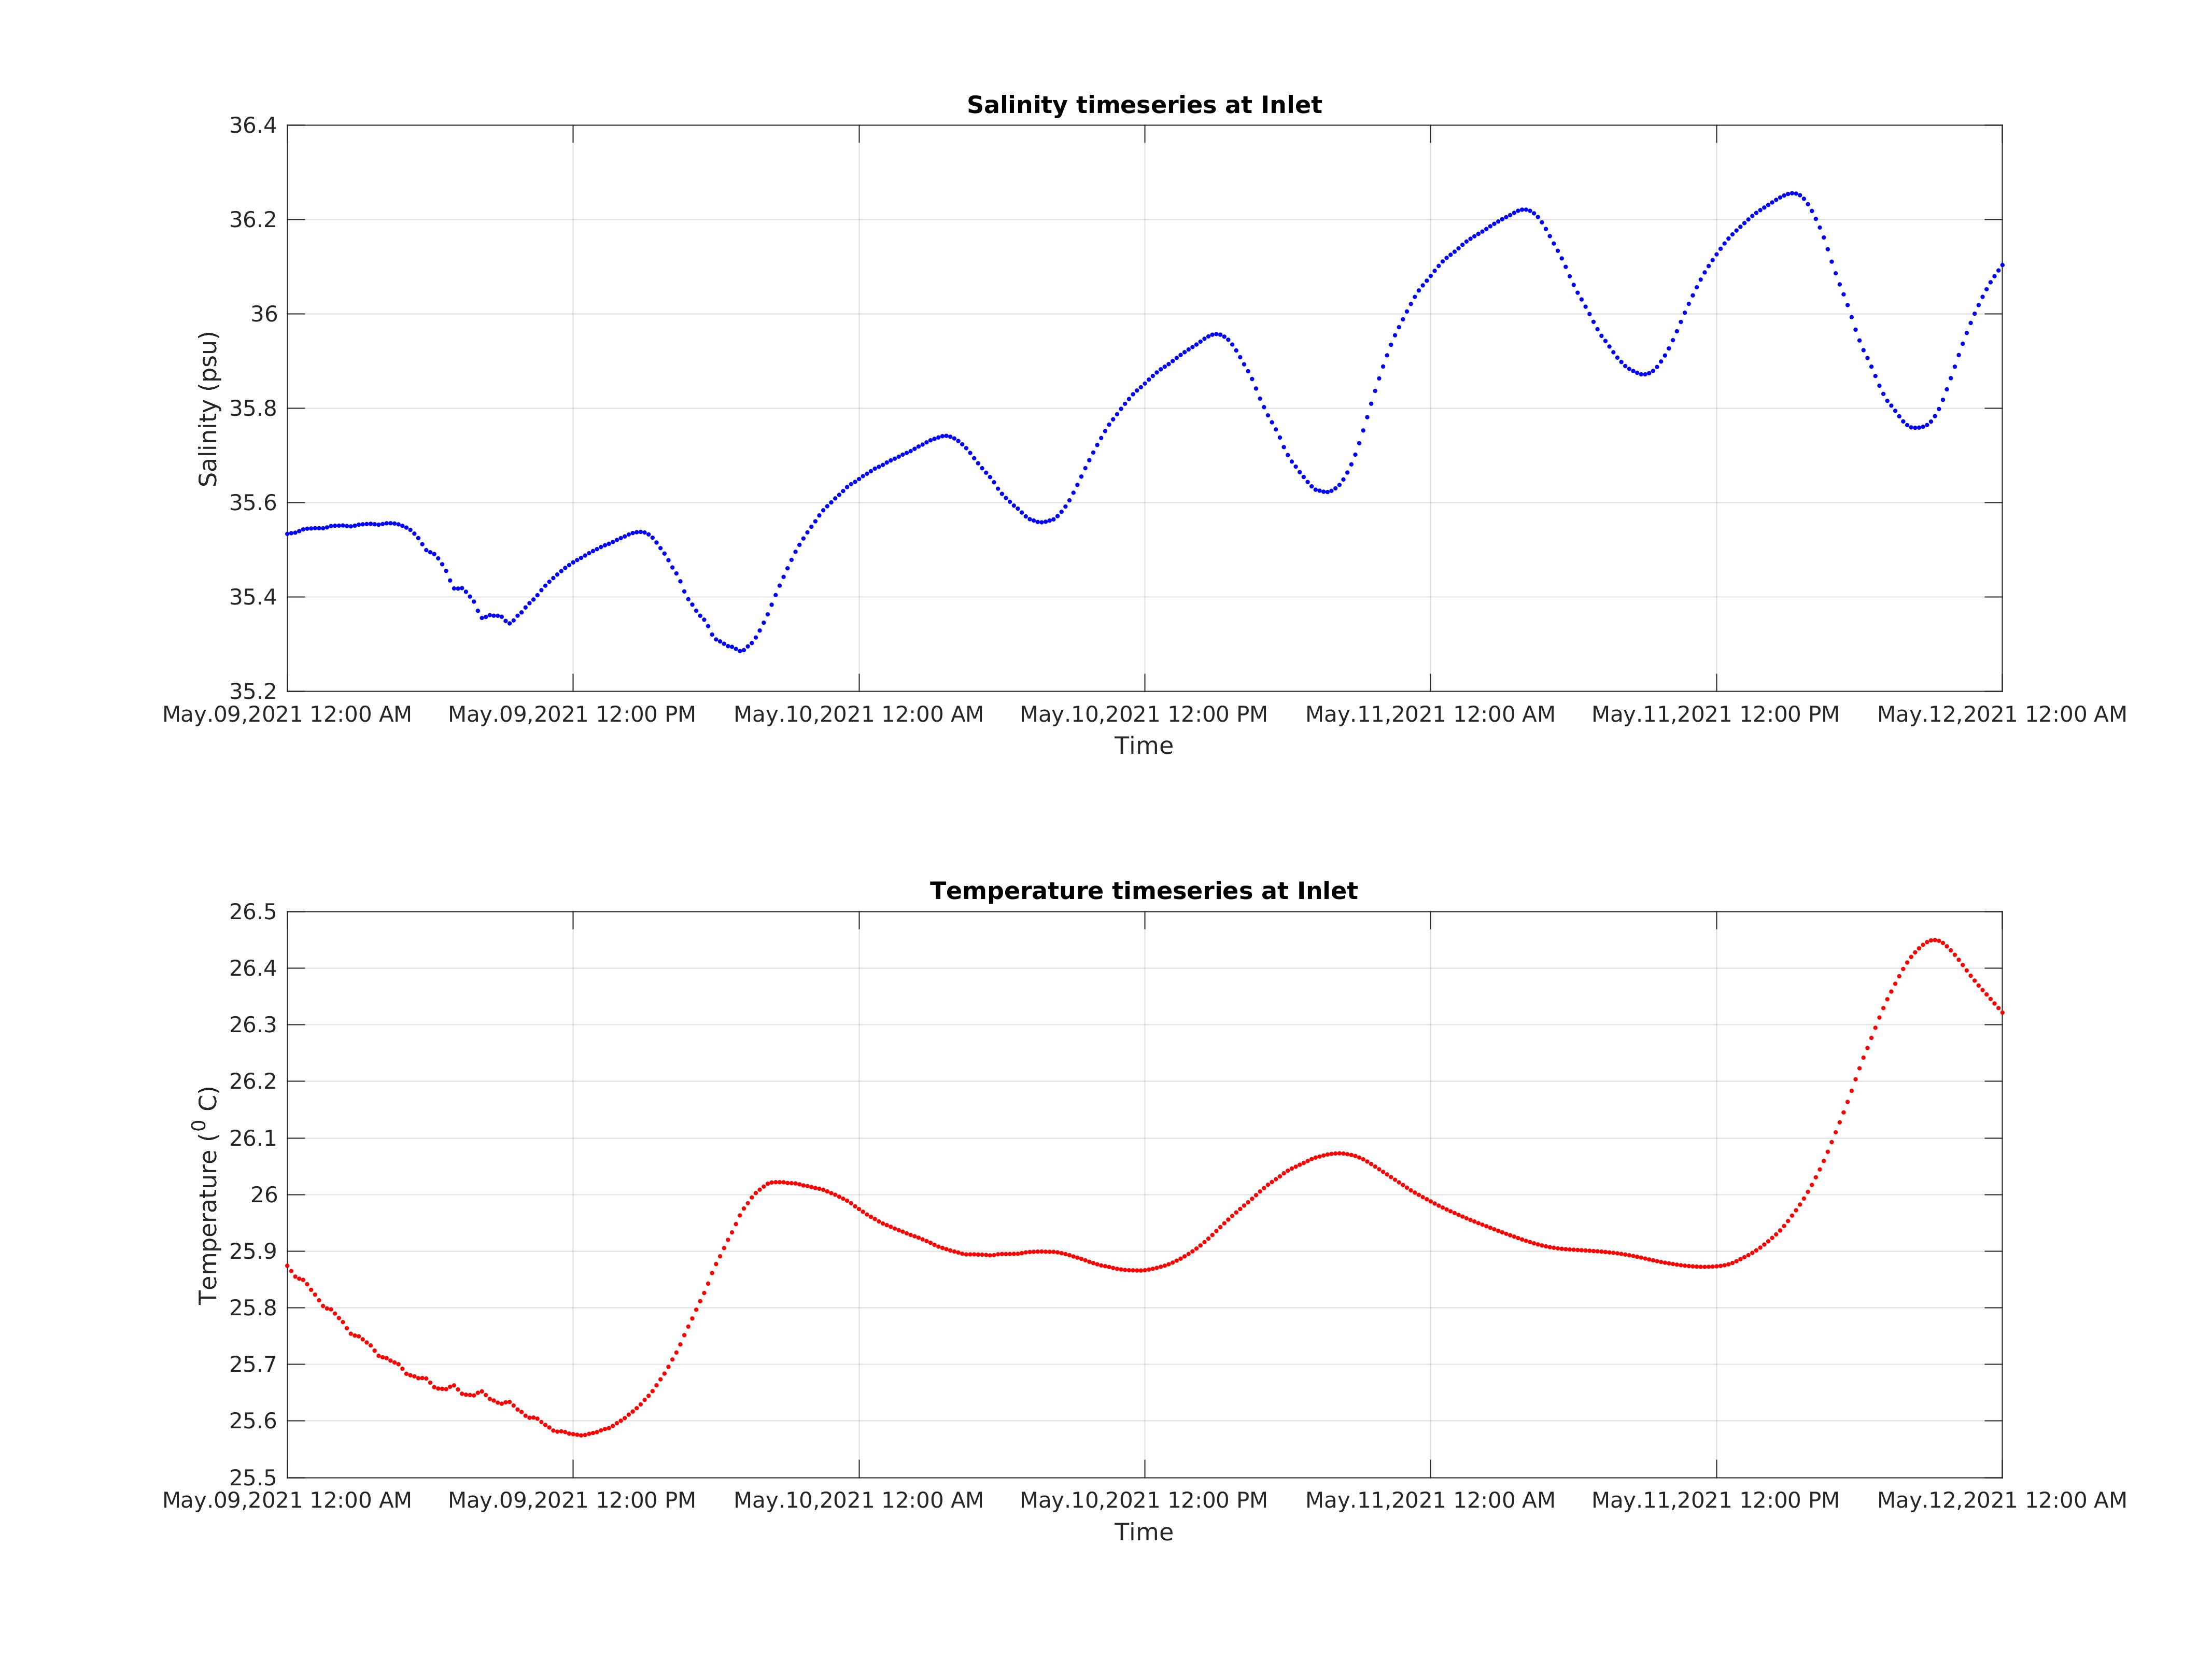 Salinity timeseries at Inlet
36.4
36.2
36
35.8
35.6
35.4
35.2
Salinity (psu)
May.09,2021 12:00 AM May.09,2021 12:00 PM May.10,2021 12:00 AM May.10,2021 12:00 PM May.11,2021 12:00 AM May.11,2021 12:00 PM May.12,2021 12:00 AM
Time
Temperature timeseries at Inlet
26.5
26.4
26.3
26.2
26.1
26
25.9
25.8
25.7
25.6
25.5
Temperature (⁰ C)
May.09,2021 12:00 AM May.09,2021 12:00 PM May.10,2021 12:00 AM May.10,2021 12:00 PM May.11,2021 12:00 AM May.11,2021 12:00 PM May.12,2021 12:00 AM
Time